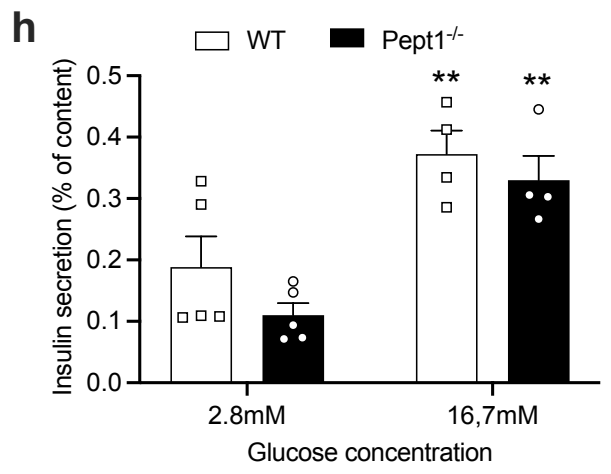 h
WT Pept1-/-
Insulin secretion (% of content)
0.5
0.4
0.3
0.2
0.1
0.0
** **
2.8mM 16,7mM
Glucose concentration